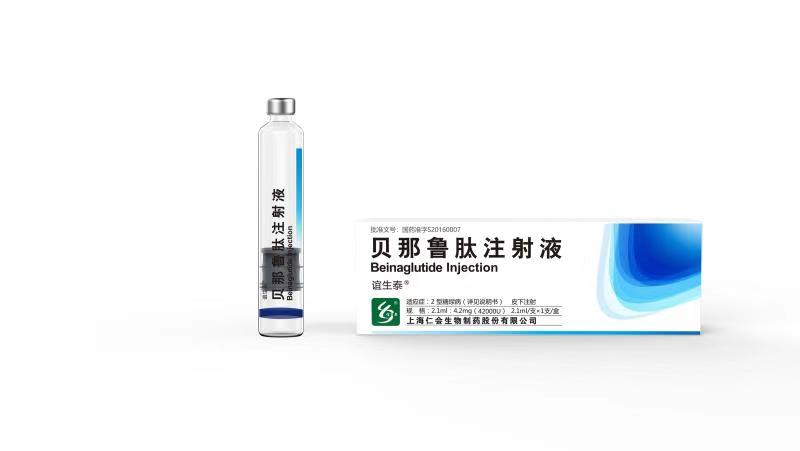 贝那鲁肽注射液
Beinaglutide Injection
批准文号：国药准字S20160007
贝那鲁肽注射液
Beinaglutide Injection
谊生泰®
适应症：2型糖尿病（详见说明书） 皮下注射
规 格：2.1ml：4.2mg（42000U） 2.1ml/支×1支/盒
上海仁会生物制药股份有限公司